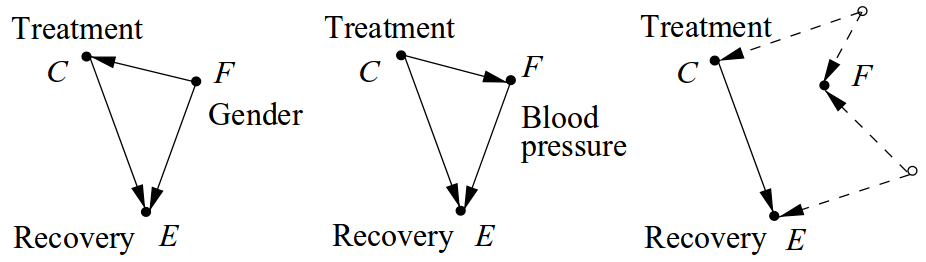 Treatment
C
F
Gender
Recovery E
Treatment
C
F
Blood
pressure
Recovery E
Treatment
C
F
Recovery E